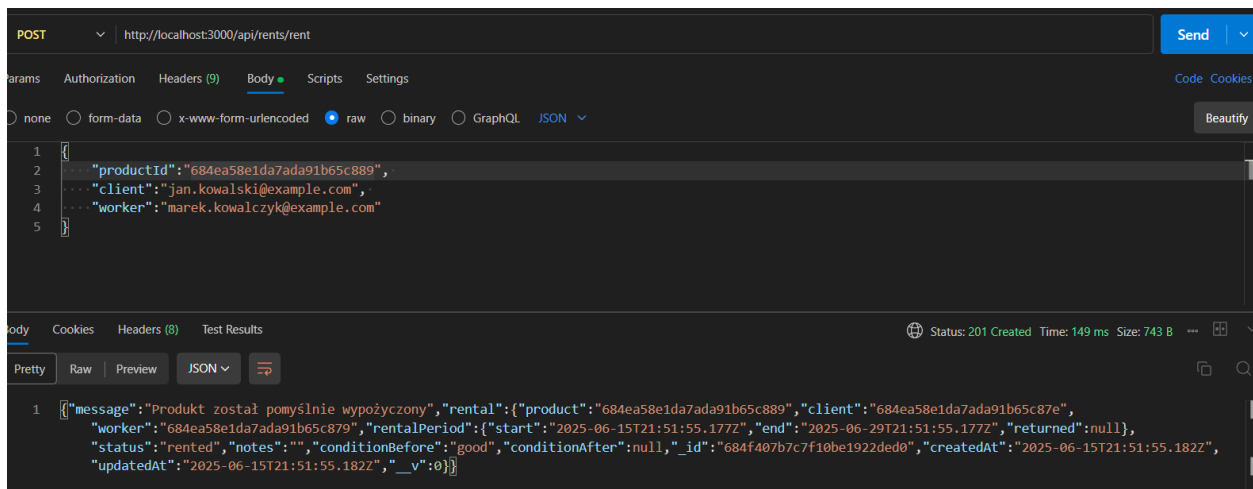 POST http://localhost:3000/api/rents/rent Send
Params Authorization Headers (9) Body Scripts Settings Code Cookies
none form-data x-www-form-urlencoded raw binary GraphQL JSON Beautify
1 {
2 "productId":"684ea58e1da7ada91b65c889",
3 "client":"jan.kowalski@example.com",
4 "worker":"marek.kowalczyk@example.com"
5 }
Body Cookies Headers (8) Test Results Status: 201 Created Time: 149 ms Size: 743 B
Pretty Raw Preview JSON
1 {"message":"Produkt został pomyślnie wypożyczony","rental":{"product":"684ea58e1da7ada91b65c889","client":"684ea58e1da7ada91b65c87e",
"worker":"684ea58e1da7ada91b65c879","rentalPeriod":{"start":"2025-06-15T21:51:55.177Z","end":"2025-06-29T21:51:55.177Z","returned":null},
"status":"rented","notes":"","conditionBefore":"good","conditionAfter":null,"_id":"684f407b7c7f10be1922ded0","createdAt":"2025-06-15T21:51:55.182Z",
"updatedAt":"2025-06-15T21:51:55.182Z","__v":0}}